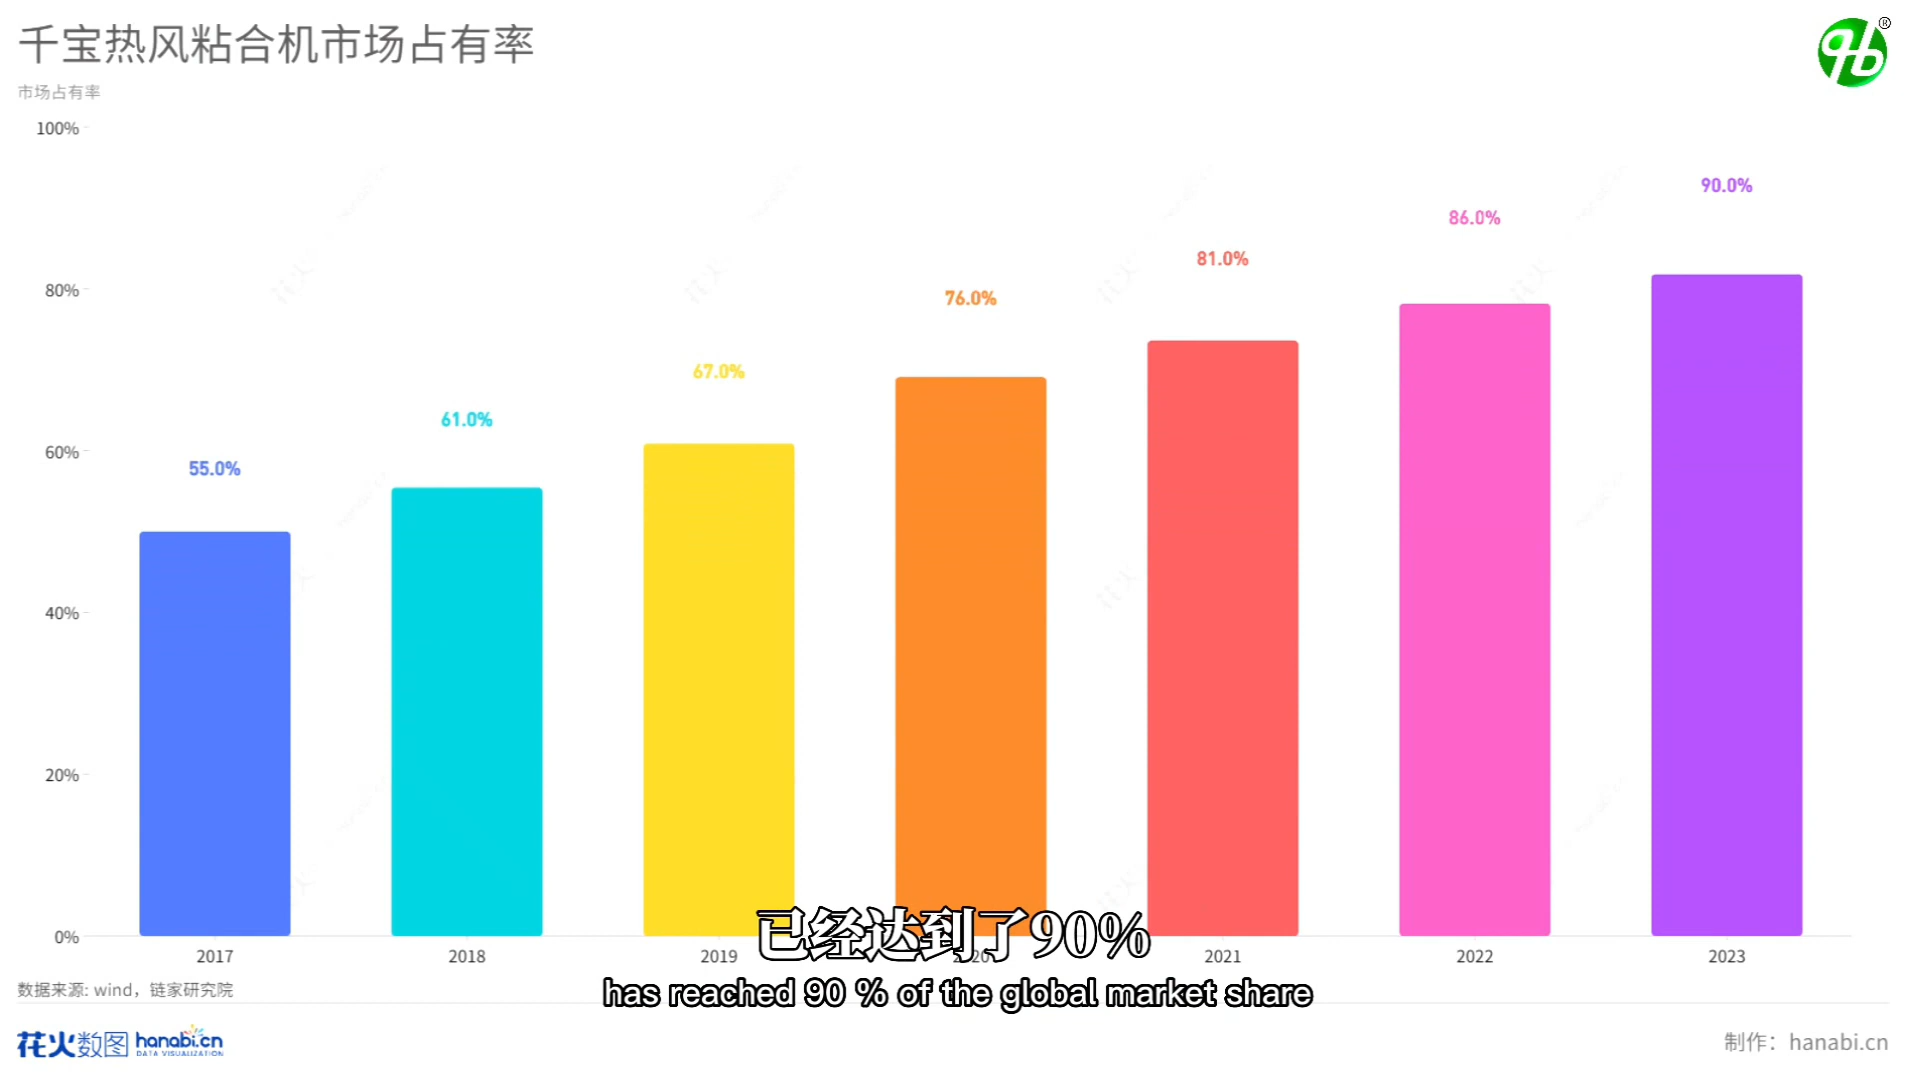 千宝热风粘合机市场占有率
qb®
市场占有率
100%
80%
60%
40%
20%
0%
55.0%
61.0%
67.0%
76.0%
81.0%
86.0%
90.0%
2017
2018
2019
2020
2021
2022
2023
已经达到了90%
has reached 90 % of the global market share
数据来源: wind，链家研究院
花火数图 hanabi.cn
DATA VISUALIZATION
制作：hanabi.cn